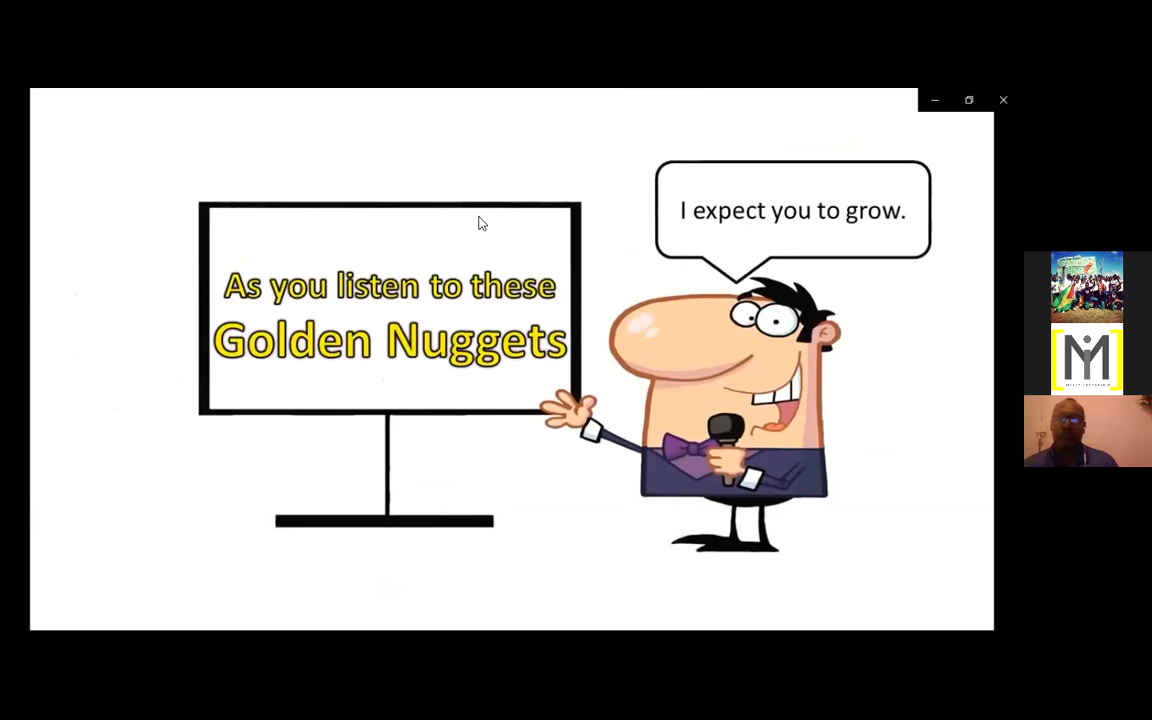 I expect you to grow.
As you listen to these
Golden Nuggets